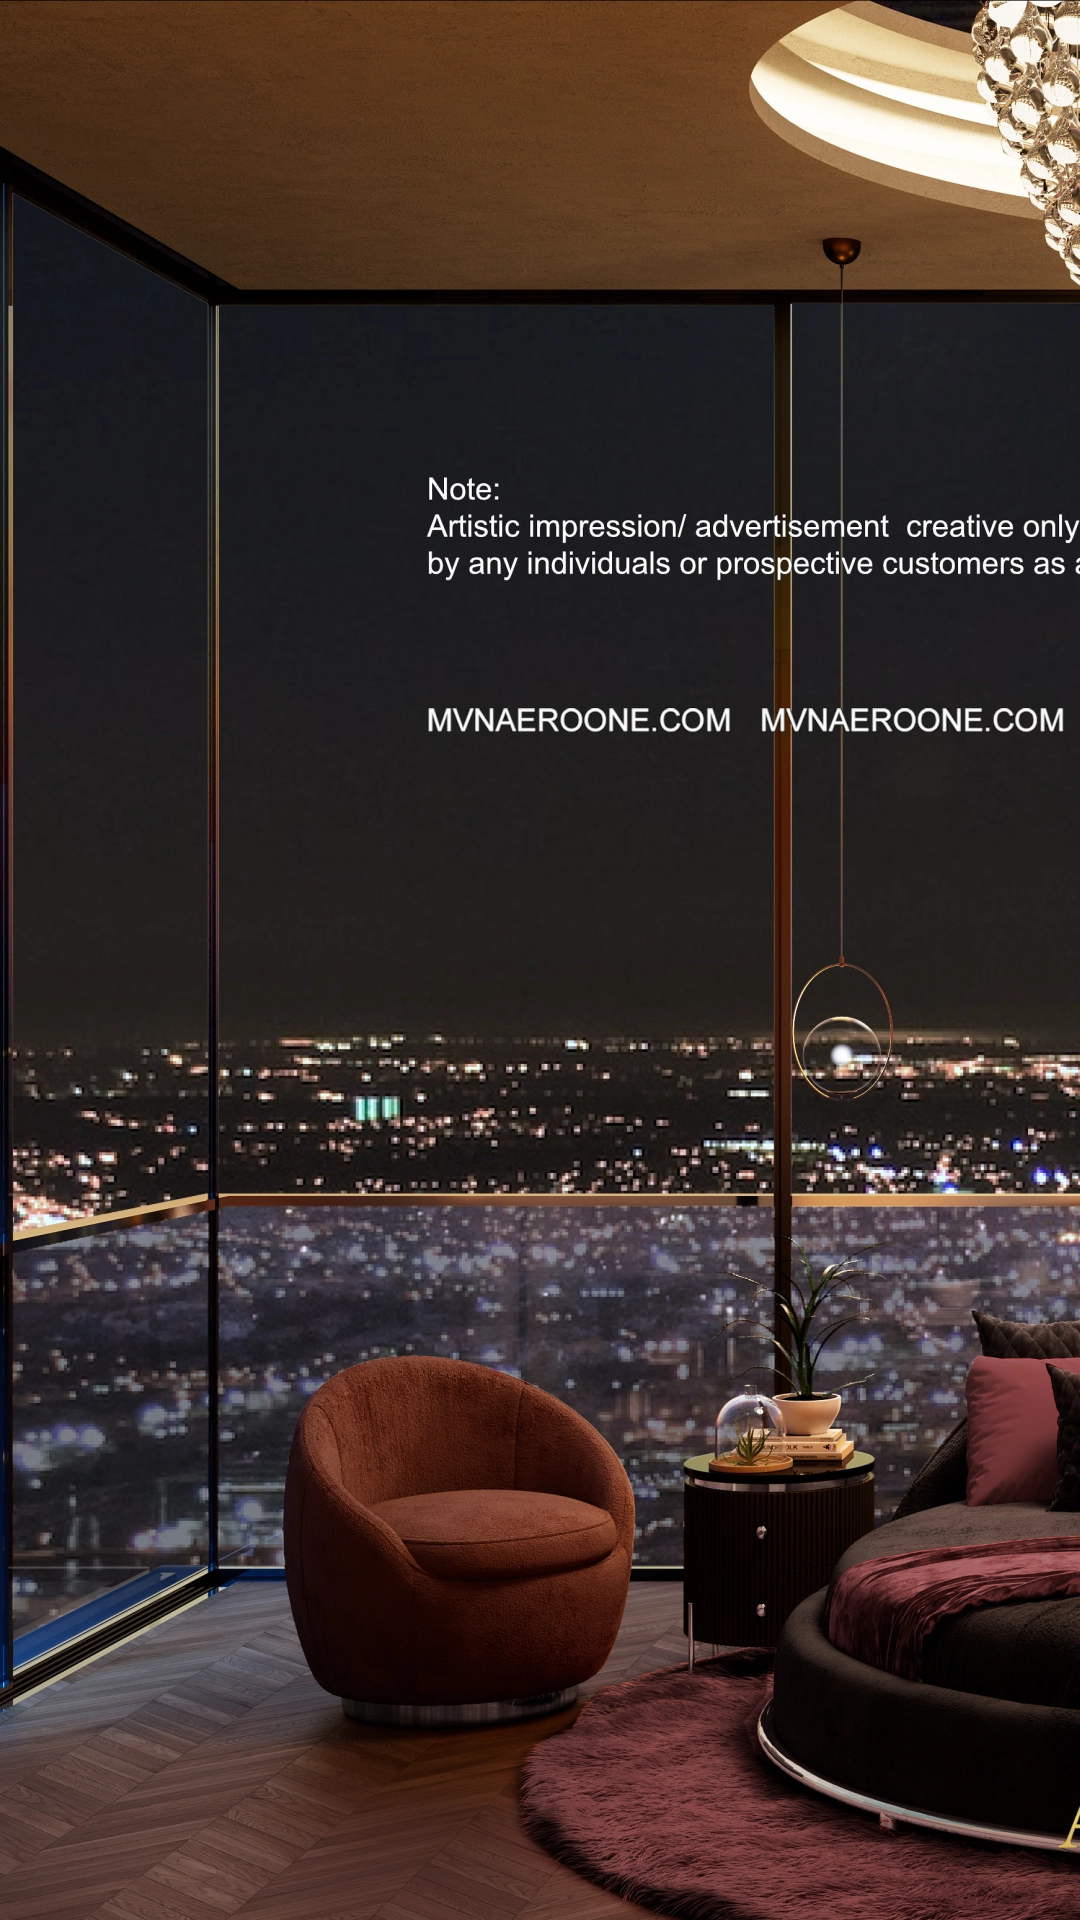 Note:
Artistic impression/ advertisement  creative only
by any individuals or prospective customers as a
MVNAEROONE.COM   MVNAEROONE.COM
A